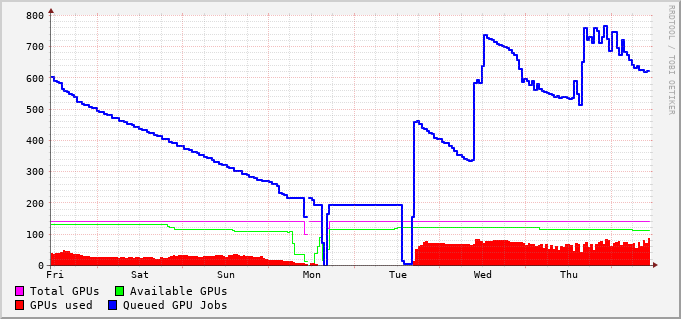 800
700
600
500
400
300
200
100
0
Fri Sat Sun Mon Tue Wed Thu
Total GPUs Available GPUs
GPUs used Queued GPU Jobs
RRDTOOL / TOBI OETIKER